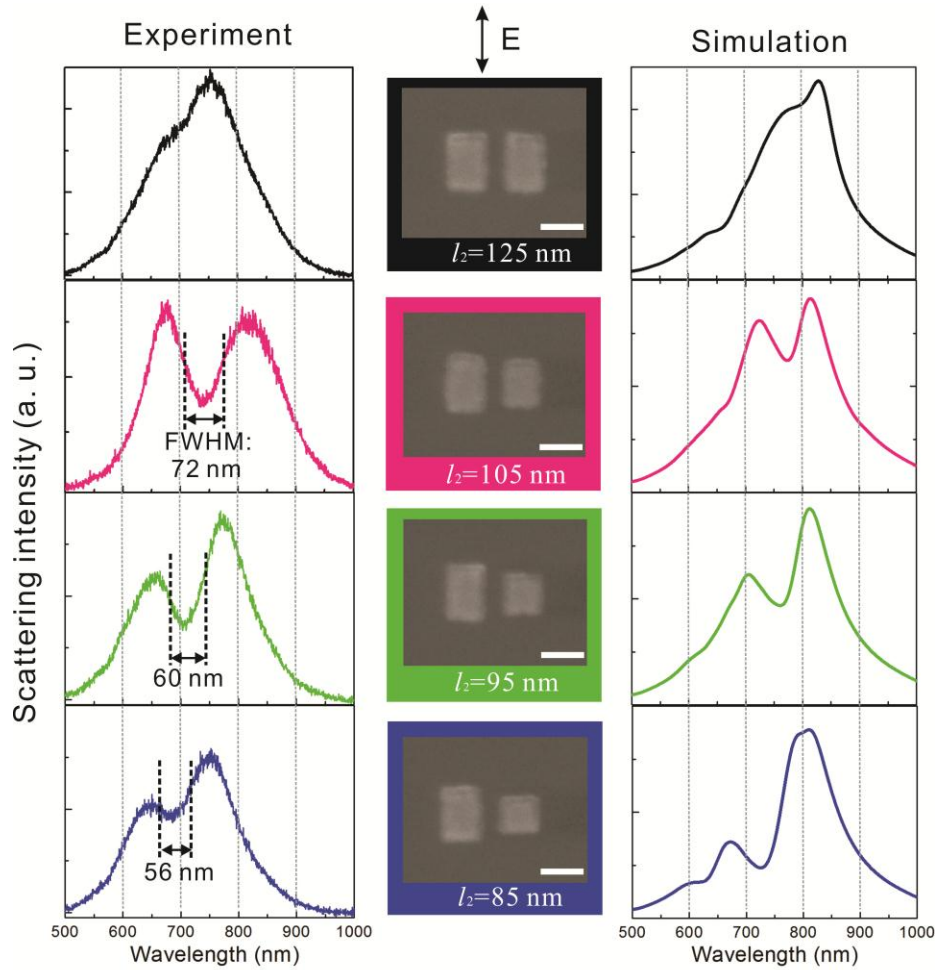 Experiment
E
Simulation
Scattering intensity (a. u.)
l₂=125 nm
FWHM:
72 nm
l₂=105 nm
60 nm
l₂=95 nm
56 nm
l₂=85 nm
500 600 700 800 900 1000
Wavelength (nm)
500 600 700 800 900 1000
Wavelength (nm)